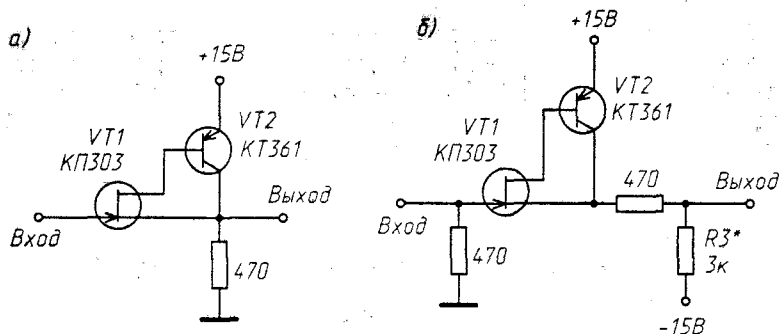 а)
+15В
VT2
КТ361
VT1
КП303
Вход
Выход
470
б)
+15В
VT2
КТ361
VT1
КП303
470
Выход
Вход
470
R3*
3к
-15В